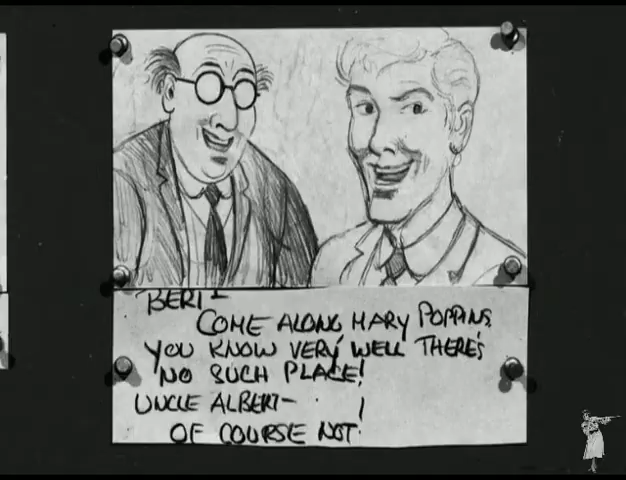 BERT-
COME ALONG MARY POPPINS,
YOU KNOW VERY WELL THERE'S
NO SUCH PLACE!
UNCLE ALBERT-
OF COURSE NOT!